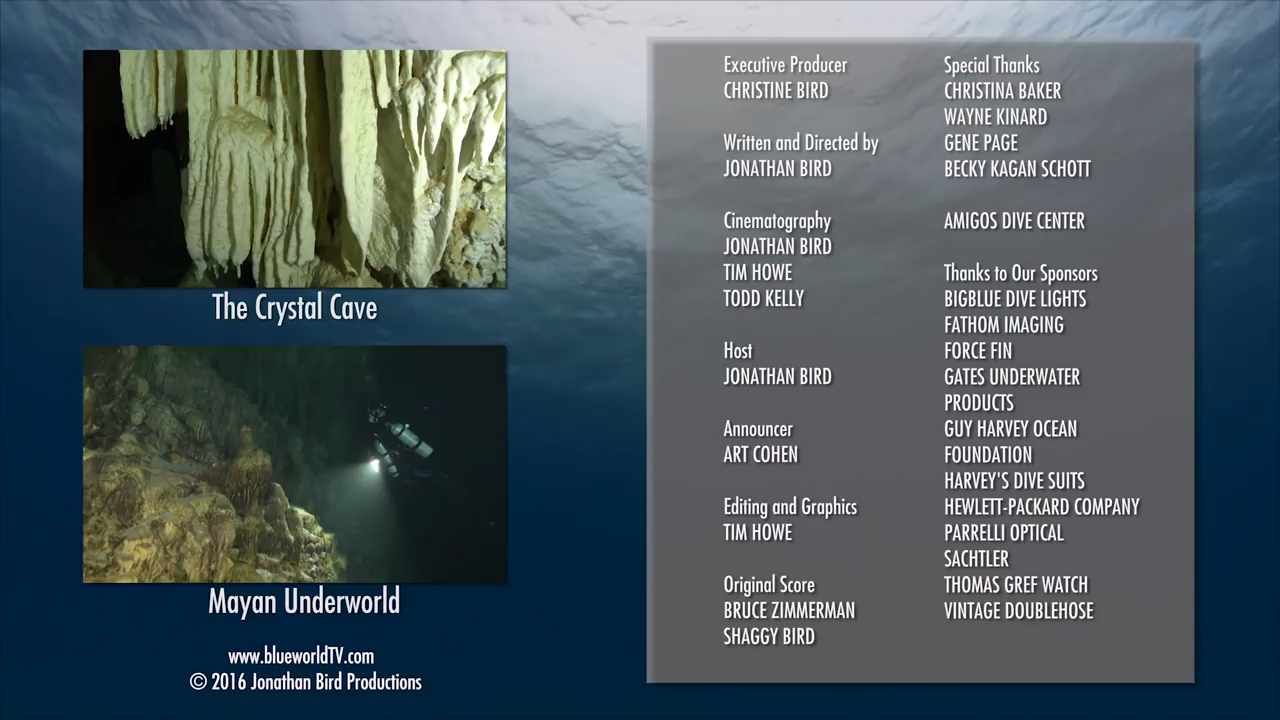 The Crystal Cave
Mayan Underworld
www.blueworldTV.com
© 2016 Jonathan Bird Productions
Executive Producer
CHRISTINE BIRD
Written and Directed by
JONATHAN BIRD
Cinematography
JONATHAN BIRD
TIM HOWE
TODD KELLY
Host
JONATHAN BIRD
Announcer
ART COHEN
Editing and Graphics
TIM HOWE
Original Score
BRUCE ZIMMERMAN
SHAGGY BIRD
Special Thanks
CHRISTINA BAKER
WAYNE KINARD
GENE PAGE
BECKY KAGAN SCHOTT
AMIGOS DIVE CENTER
Thanks to Our Sponsors
BIGBLUE DIVE LIGHTS
FATHOM IMAGING
FORCE FIN
GATES UNDERWATER
PRODUCTS
GUY HARVEY OCEAN
FOUNDATION
HARVEY'S DIVE SUITS
HEWLETT-PACKARD COMPANY
PARRELLI OPTICAL
SACHTLER
THOMAS GREF WATCH
VINTAGE DOUBLEHOSE